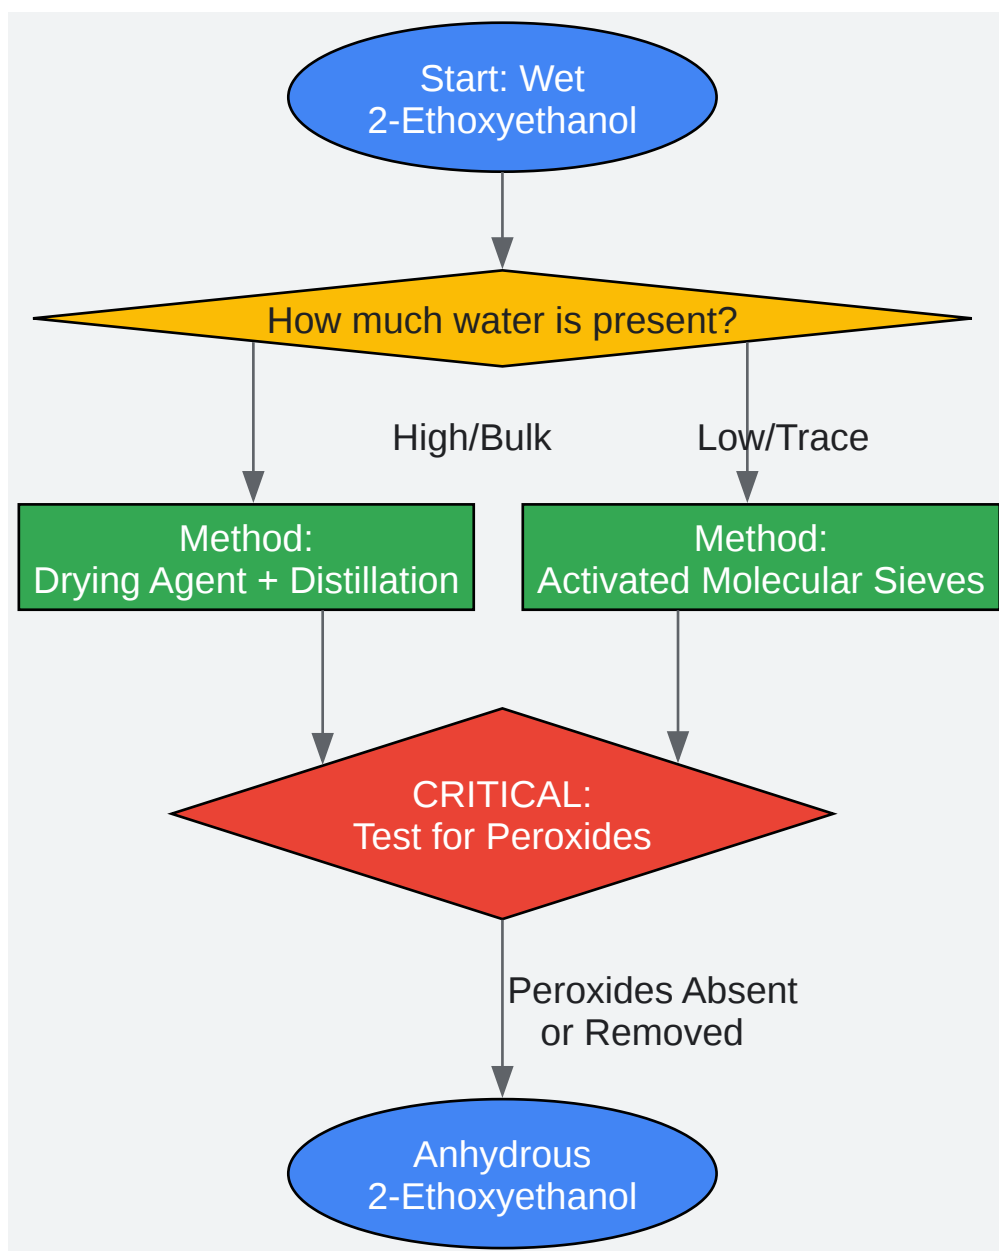 Start: Wet
2-Ethoxyethanol
How much water is present?
High/Bulk
Low/Trace
Method:
Drying Agent + Distillation
Method:
Activated Molecular Sieves
CRITICAL:
Test for Peroxides
Peroxides Absent
or Removed
Anhydrous
2-Ethoxyethanol